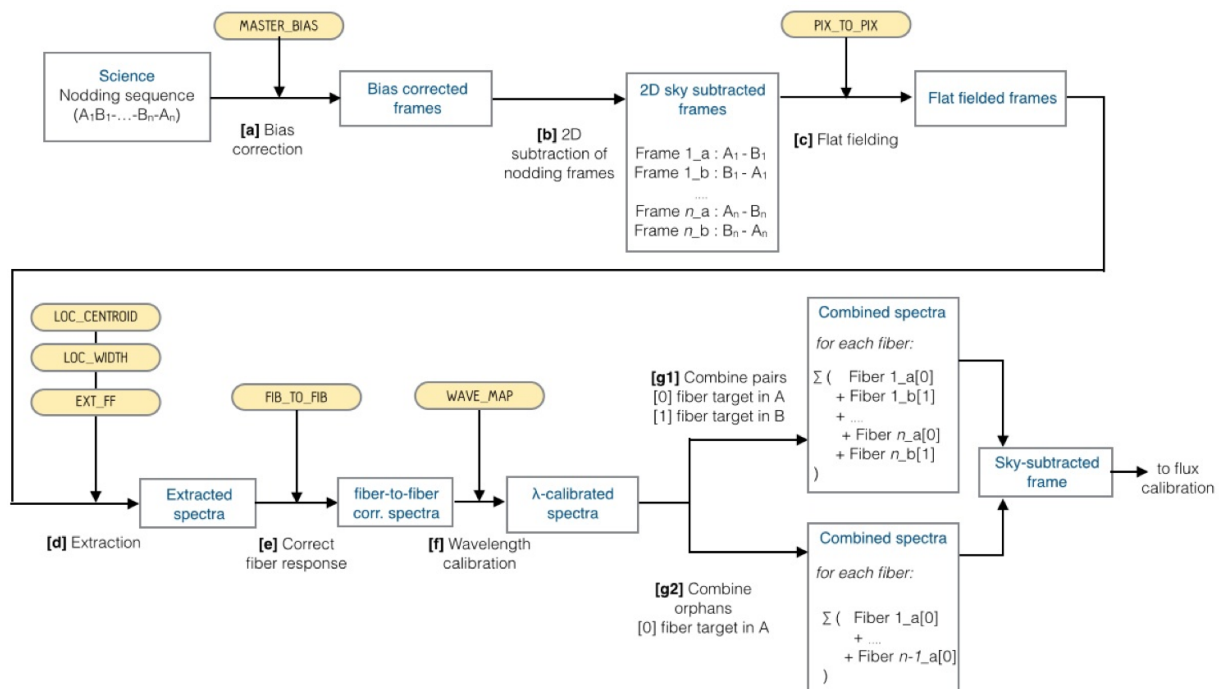 MASTER_BIAS
PIX_TO_PIX
Science
Nodding sequence
(A1B1-...-Bn-An)
Bias corrected
frames
2D sky subtracted
frames
Frame 1_a : A1 - B1
Frame 1_b : B1 - A1
....
Frame n_a : An - Bn
Frame n_b : Bn - An
Flat fielded frames
[a] Bias
correction
[b] 2D
subtraction of
nodding frames
[c] Flat fielding
LOC_CENTROID
LOC_WIDTH
EXT_FF
FIB_TO_FIB
WAVE_MAP
[d] Extraction
Extracted
spectra
[e] Correct
fiber response
fiber-to-fiber
corr. spectra
[f] Wavelength
calibration
λ-calibrated
spectra
[g1] Combine pairs
[0] fiber target in A
[1] fiber target in B
Combined spectra
for each fiber:
Σ ( Fiber 1_a[0]
+ Fiber 1_b[1]
+ ....
+ Fiber n_a[0]
+ Fiber n_b[1]
)
[g2] Combine
orphans
[0] fiber target in A
Combined spectra
for each fiber:
Σ ( Fiber 1_a[0]
+ ....
+ Fiber n-1_a[0]
)
Sky-subtracted
frame
to flux
calibration